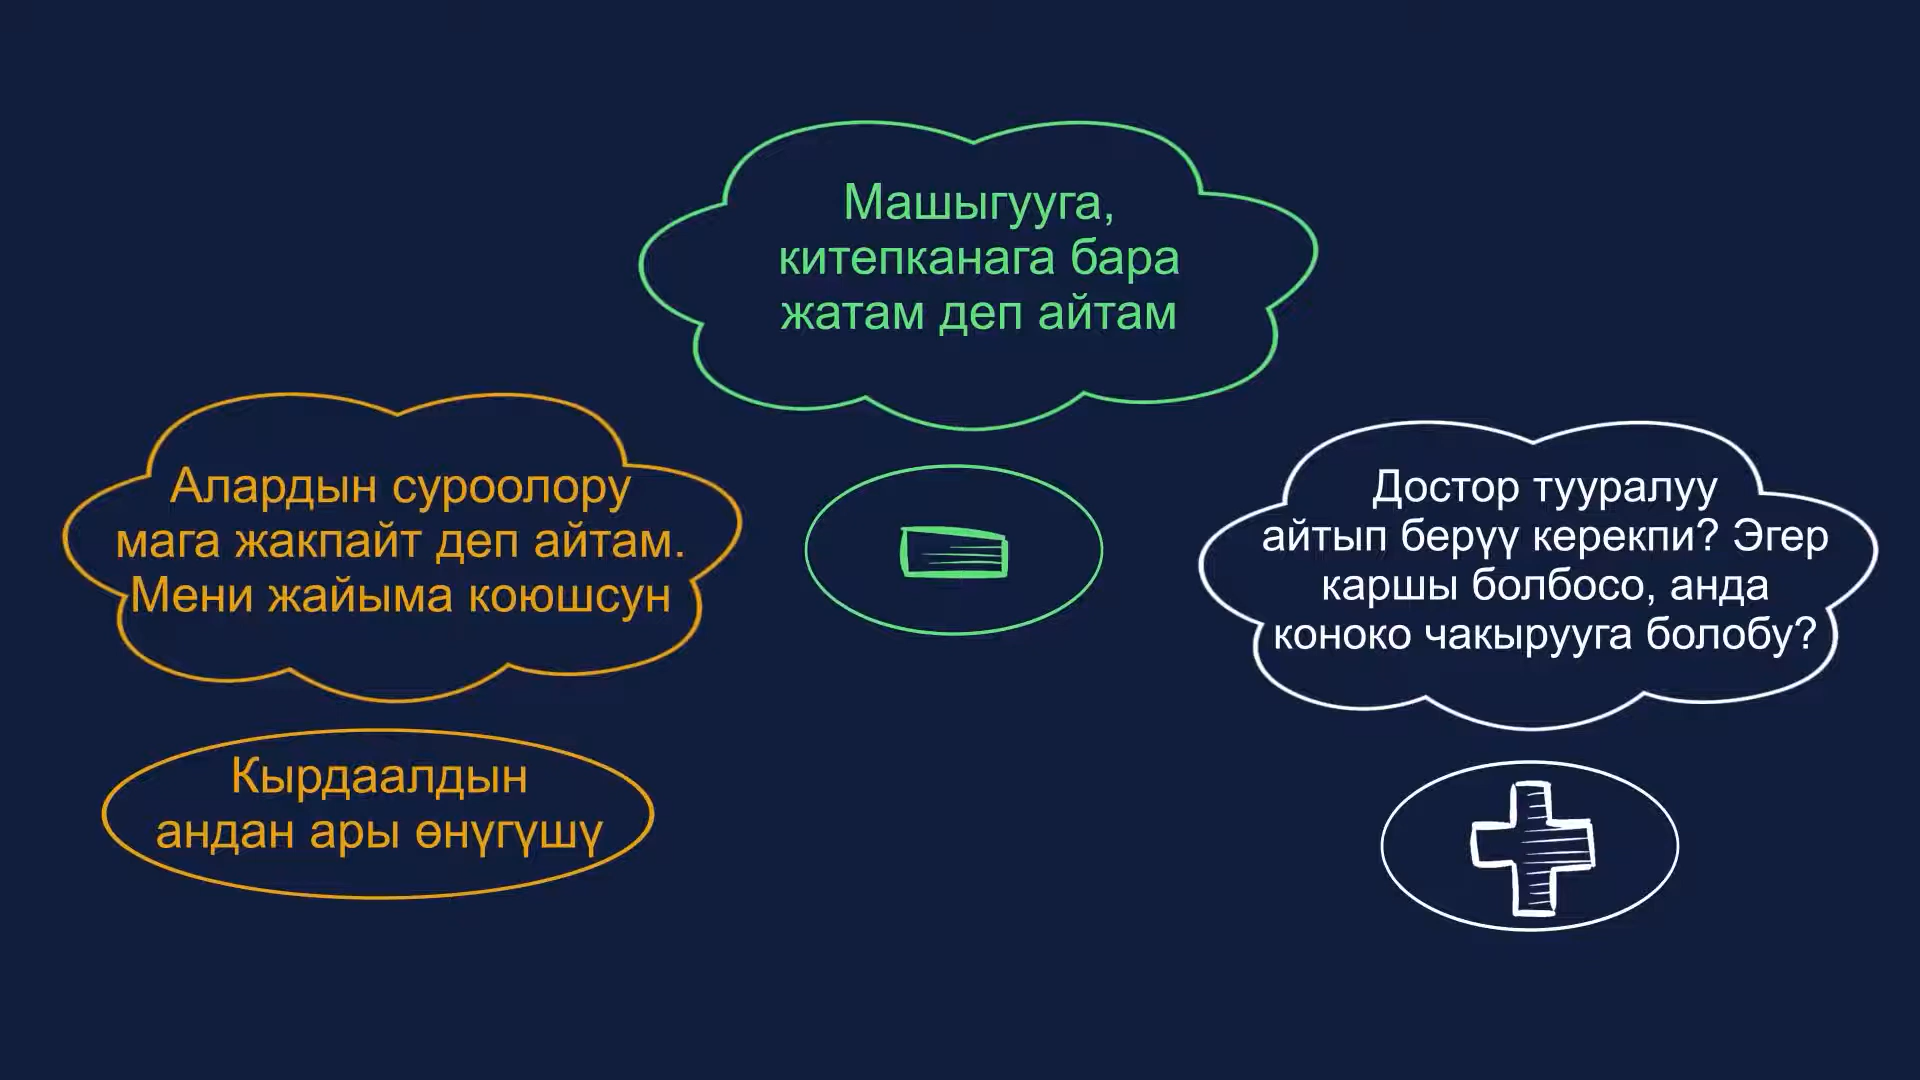 Машыгууга,
китепканага бара
жатам деп айтам
Алардын суроолору
мага жакпайт деп айтам.
Мени жайыма коюшсун
Кырдаалдын
андан ары өнүгүшү
Достор тууралуу
айтып берүү керекпи? Эгер
каршы болбосо, анда
коноко чакырууга болобу?